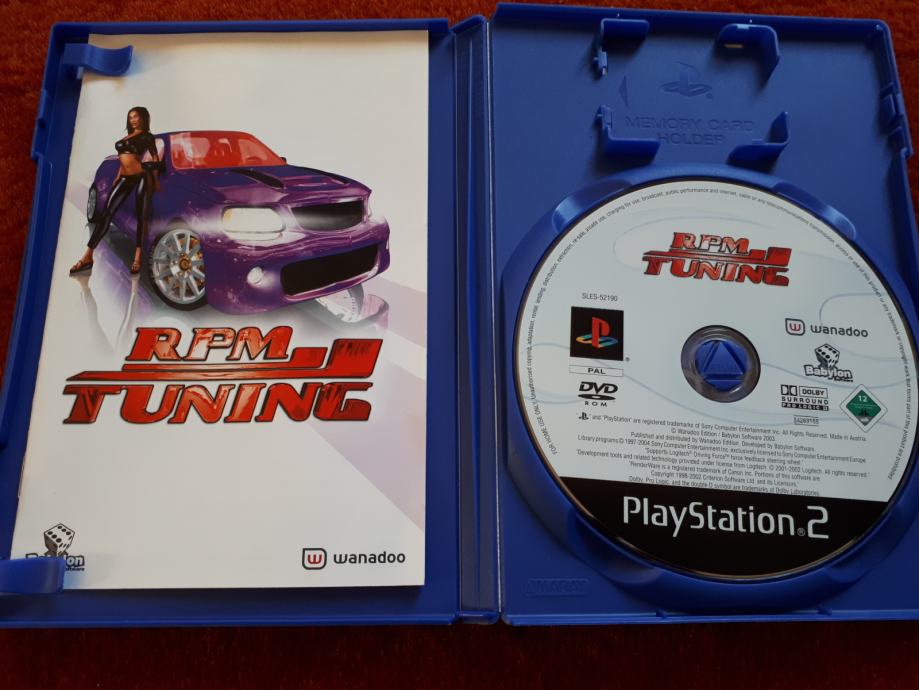 RPM
TUNING
Babylon
software
wanadoo
MEMORY CARD
HOLDER
RPM
TUNING
SLES-52190
PAL
DVD
ROM
wanadoo
Babylon
software
DOLBY
SURROUND
PRO LOGIC II
12
"PS" and "PlayStation" are registered trademarks of Sony Computer Entertainment Inc. All Rights Reserved. Made in Austria.
© Wanadoo Edition / Babylon Software 2003
Published and distributed by Wanadoo Edition. Developed by Babylon Software.
Library programs © 1997-2004 Sony Computer Entertainment Inc. exclusively licensed to Sony Computer Entertainment Europe.
"Supports Logitech® Driving Force™ force feedback steering wheel."
"Development tools and related technology provided under license from Logitech. © 2001-2002 Logitech. All rights reserved."
"RenderWare is a registered trademark of Canon Inc. Portions of this software are
Copyright 1998-2002 Criterion Software Ltd. and its Licensors."
Dolby, Pro Logic, and the double-D symbol are trademarks of Dolby Laboratories.
PlayStation®2